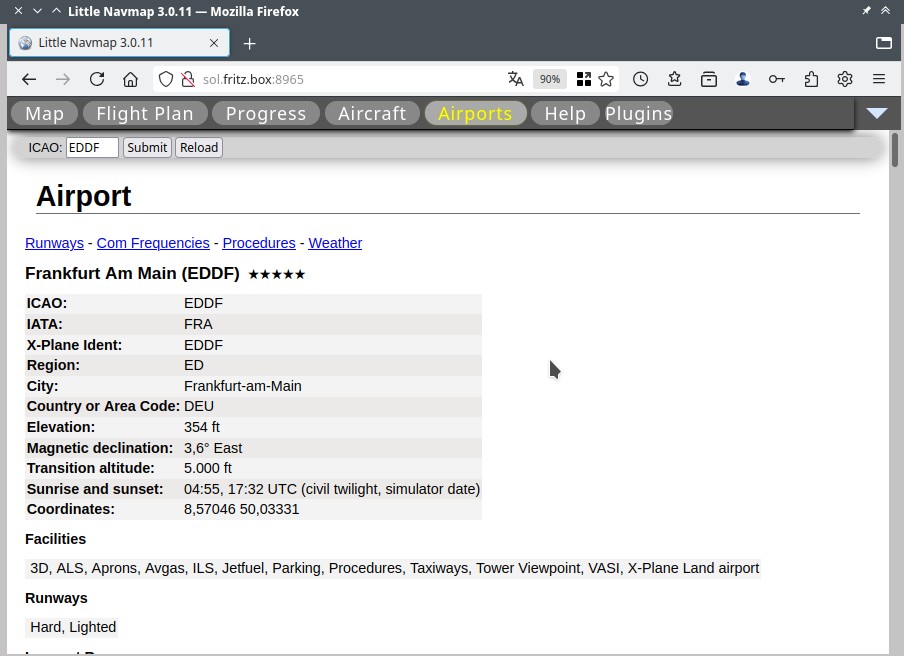 Little Navmap 3.0.11 — Mozilla Firefox
Little Navmap 3.0.11
sol.fritz.box:8965
90%
Map Flight Plan Progress Aircraft Airports Help Plugins
ICAO: EDDF Submit Reload
Airport
Runways - Com Frequencies - Procedures - Weather
Frankfurt Am Main (EDDF) ★★★★★
ICAO: EDDF
IATA: FRA
X-Plane Ident: EDDF
Region: ED
City: Frankfurt-am-Main
Country or Area Code: DEU
Elevation: 354 ft
Magnetic declination: 3,6° East
Transition altitude: 5.000 ft
Sunrise and sunset: 04:55, 17:32 UTC (civil twilight, simulator date)
Coordinates: 8,57046 50,03331
Facilities
3D, ALS, Aprons, Avgas, ILS, Jetfuel, Parking, Procedures, Taxiways, Tower Viewpoint, VASI, X-Plane Land airport
Runways
Hard, Lighted